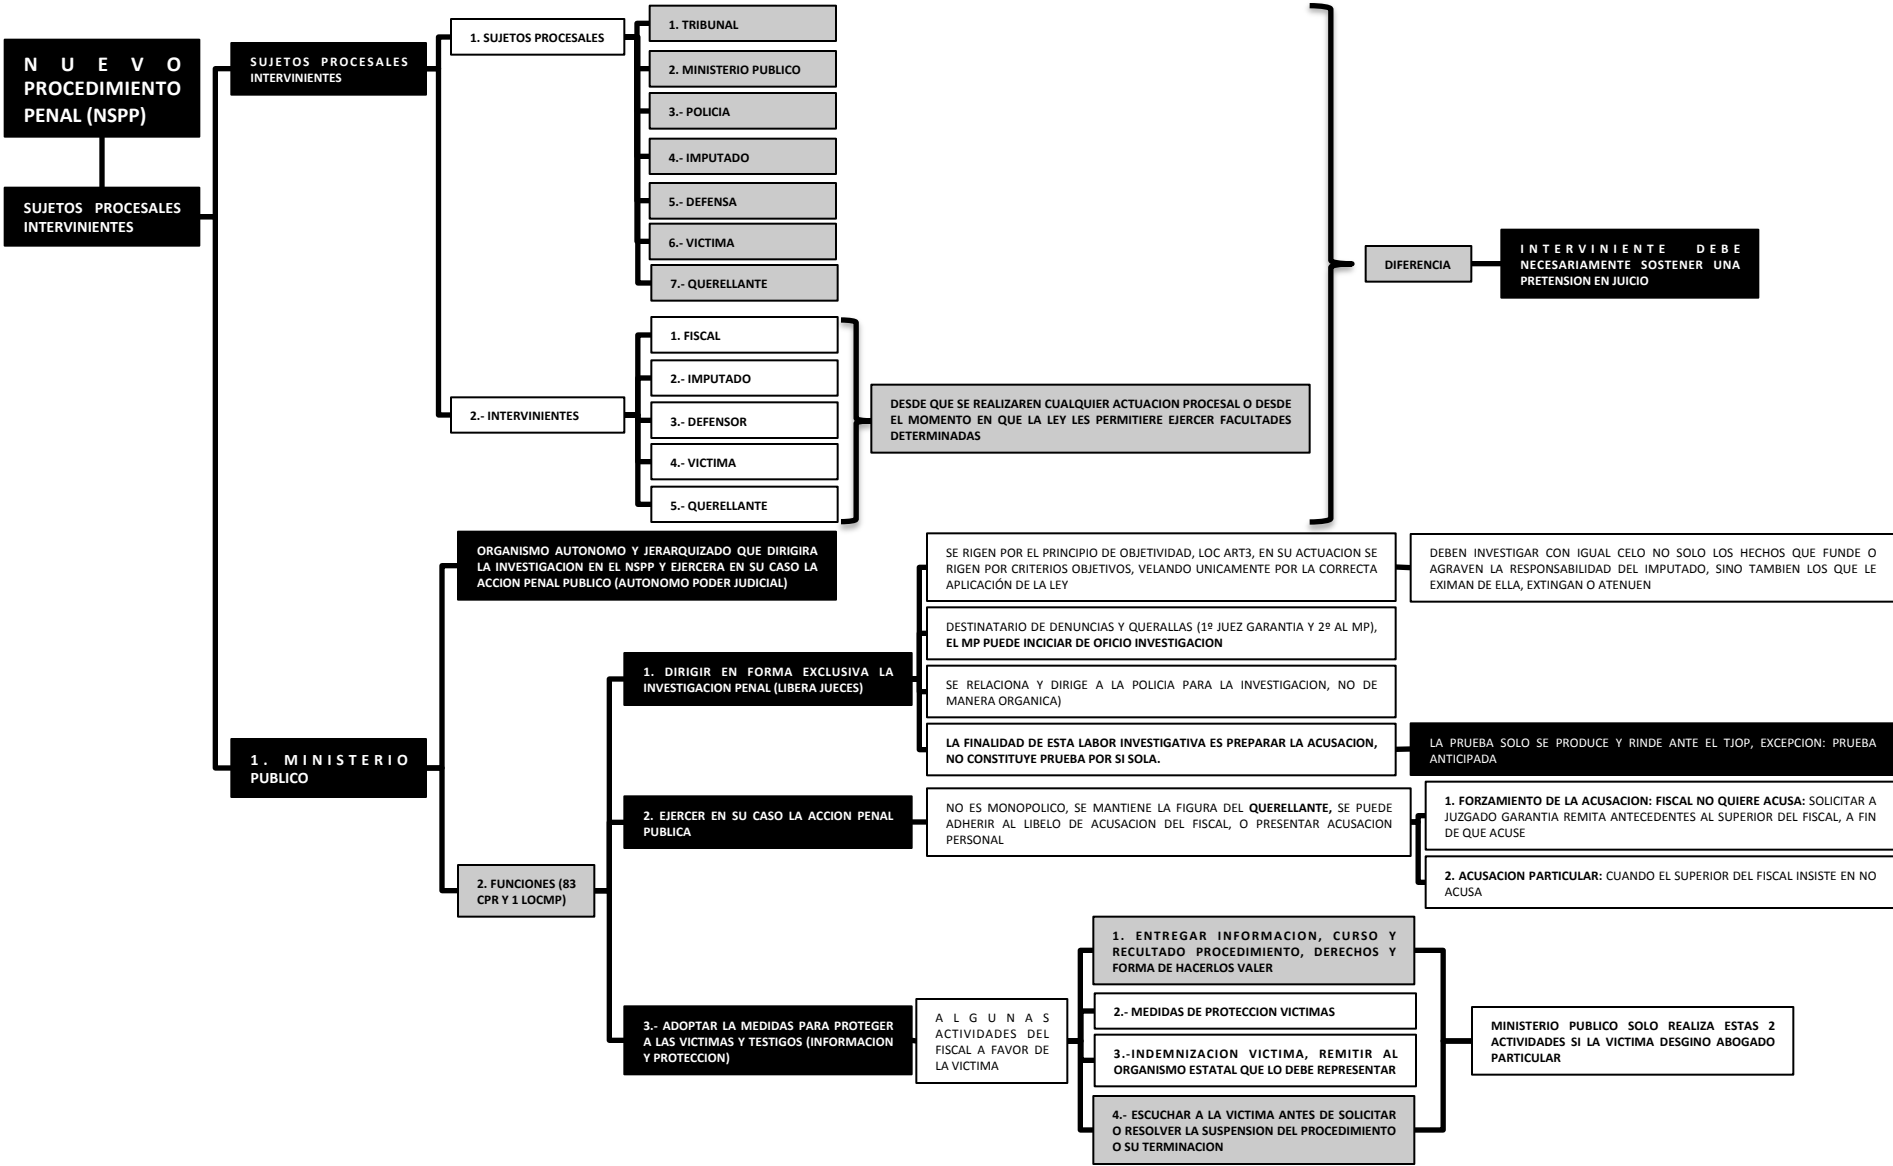 N U E V O
PROCEDIMIENTO
PENAL (NSPP)
SUJETOS PROCESALES
INTERVINIENTES
SUJETOS PROCESALES
INTERVINIENTES
1. SUJETOS PROCESALES
1. TRIBUNAL
2. MINISTERIO PUBLICO
3.- POLICIA
4.- IMPUTADO
5.- DEFENSA
6.- VICTIMA
7.- QUERELLANTE
2.- INTERVINIENTES
1. FISCAL
2.- IMPUTADO
3.- DEFENSOR
4.- VICTIMA
5.- QUERELLANTE
DESDE QUE SE REALIZAREN CUALQUIER ACTUACION PROCESAL O DESDE
EL MOMENTO EN QUE LA LEY LES PERMITIERE EJERCER FACULTADES
DETERMINADAS
DIFERENCIA
INTERVINIENTE DEBE
NECESARIAMENTE SOSTENER UNA
PRETENSION EN JUICIO
1. MINISTERIO
PUBLICO
ORGANISMO AUTONOMO Y JERARQUIZADO QUE DIRIGIRA
LA INVESTIGACION EN EL NSPP Y EJERCERA EN SU CASO LA
ACCION PENAL PUBLICO (AUTONOMO PODER JUDICIAL)
2. FUNCIONES (83
CPR Y 1 LOCMP)
1. DIRIGIR EN FORMA EXCLUSIVA LA
INVESTIGACION PENAL (LIBERA JUECES)
SE RIGEN POR EL PRINCIPIO DE OBJETIVIDAD, LOC ART3, EN SU ACTUACION SE
RIGEN POR CRITERIOS OBJETIVOS, VELANDO UNICAMENTE POR LA CORRECTA
APLICACIÓN DE LA LEY
DEBEN INVESTIGAR CON IGUAL CELO NO SOLO LOS HECHOS QUE FUNDE O
AGRAVEN LA RESPONSABILIDAD DEL IMPUTADO, SINO TAMBIEN LOS QUE LE
EXIMAN DE ELLA, EXTINGAN O ATENUEN
DESTINATARIO DE DENUNCIAS Y QUERALLAS (1º JUEZ GARANTIA Y 2º AL MP),
EL MP PUEDE INCICIAR DE OFICIO INVESTIGACION
SE RELACIONA Y DIRIGE A LA POLICIA PARA LA INVESTIGACION, NO DE
MANERA ORGANICA)
LA FINALIDAD DE ESTA LABOR INVESTIGATIVA ES PREPARAR LA ACUSACION,
NO CONSTITUYE PRUEBA POR SI SOLA.
LA PRUEBA SOLO SE PRODUCE Y RINDE ANTE EL TJOP, EXCEPCION: PRUEBA
ANTICIPADA
2. EJERCER EN SU CASO LA ACCION PENAL
PUBLICA
NO ES MONOPOLICO, SE MANTIENE LA FIGURA DEL QUERELLANTE, SE PUEDE
ADHERIR AL LIBELO DE ACUSACION DEL FISCAL, O PRESENTAR ACUSACION
PERSONAL
1. FORZAMIENTO DE LA ACUSACION: FISCAL NO QUIERE ACUSA: SOLICITAR A
JUZGADO GARANTIA REMITA ANTECEDENTES AL SUPERIOR DEL FISCAL, A FIN
DE QUE ACUSE
2. ACUSACION PARTICULAR: CUANDO EL SUPERIOR DEL FISCAL INSISTE EN NO
ACUSA
3.- ADOPTAR LA MEDIDAS PARA PROTEGER
A LAS VICTIMAS Y TESTIGOS (INFORMACION
Y PROTECCION)
A L G U N A S
ACTIVIDADES DEL
FISCAL A FAVOR DE
LA VICTIMA
1. ENTREGAR INFORMACION, CURSO Y
RECULTADO PROCEDIMIENTO, DERECHOS Y
FORMA DE HACERLOS VALER
2.- MEDIDAS DE PROTECCION VICTIMAS
3.-INDEMNIZACION VICTIMA, REMITIR AL
ORGANISMO ESTATAL QUE LO DEBE REPRESENTAR
4.- ESCUCHAR A LA VICTIMA ANTES DE SOLICITAR
O RESOLVER LA SUSPENSION DEL PROCEDIMIENTO
O SU TERMINACION
MINISTERIO PUBLICO SOLO REALIZA ESTAS 2
ACTIVIDADES SI LA VICTIMA DESGINO ABOGADO
PARTICULAR